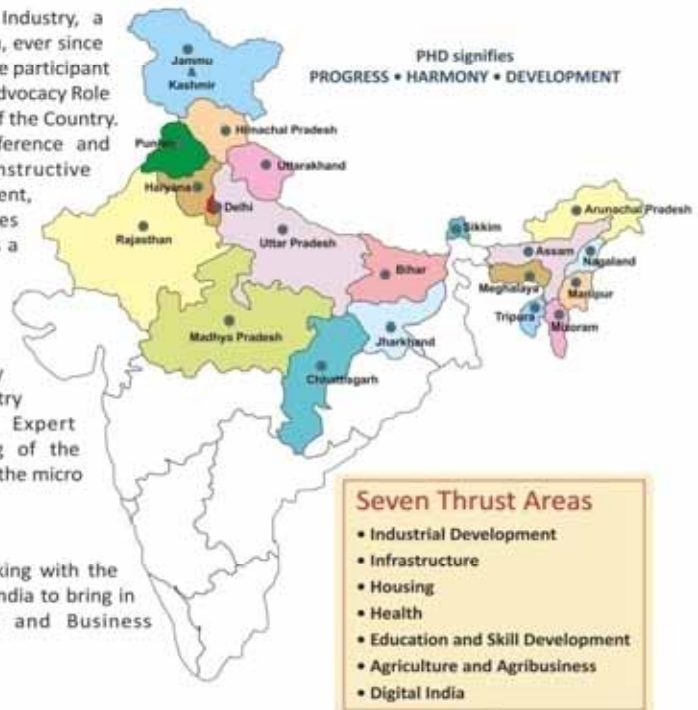 Industry, a
, ever since
e participant
dvocacy Role
f the Country.
ference and
nstructive
ent,
es
s a
try
Expert
g of the
the micro
king with the
ndia to bring in
and Business
PHD signifies
PROGRESS • HARMONY • DEVELOPMENT
Jammu
&
Kashmir
Himachal Pradesh
Punjab
Uttarakhand
Haryana
Delhi
Rajasthan
Uttar Pradesh
Bihar
Sikkim
Arunachal Pradesh
Assam
Nagaland
Meghalaya
Manipur
Tripura
Mizoram
Madhya Pradesh
Jharkhand
Chhattisgarh
Seven Thrust Areas
• Industrial Development
• Infrastructure
• Housing
• Health
• Education and Skill Development
• Agriculture and Agribusiness
• Digital India